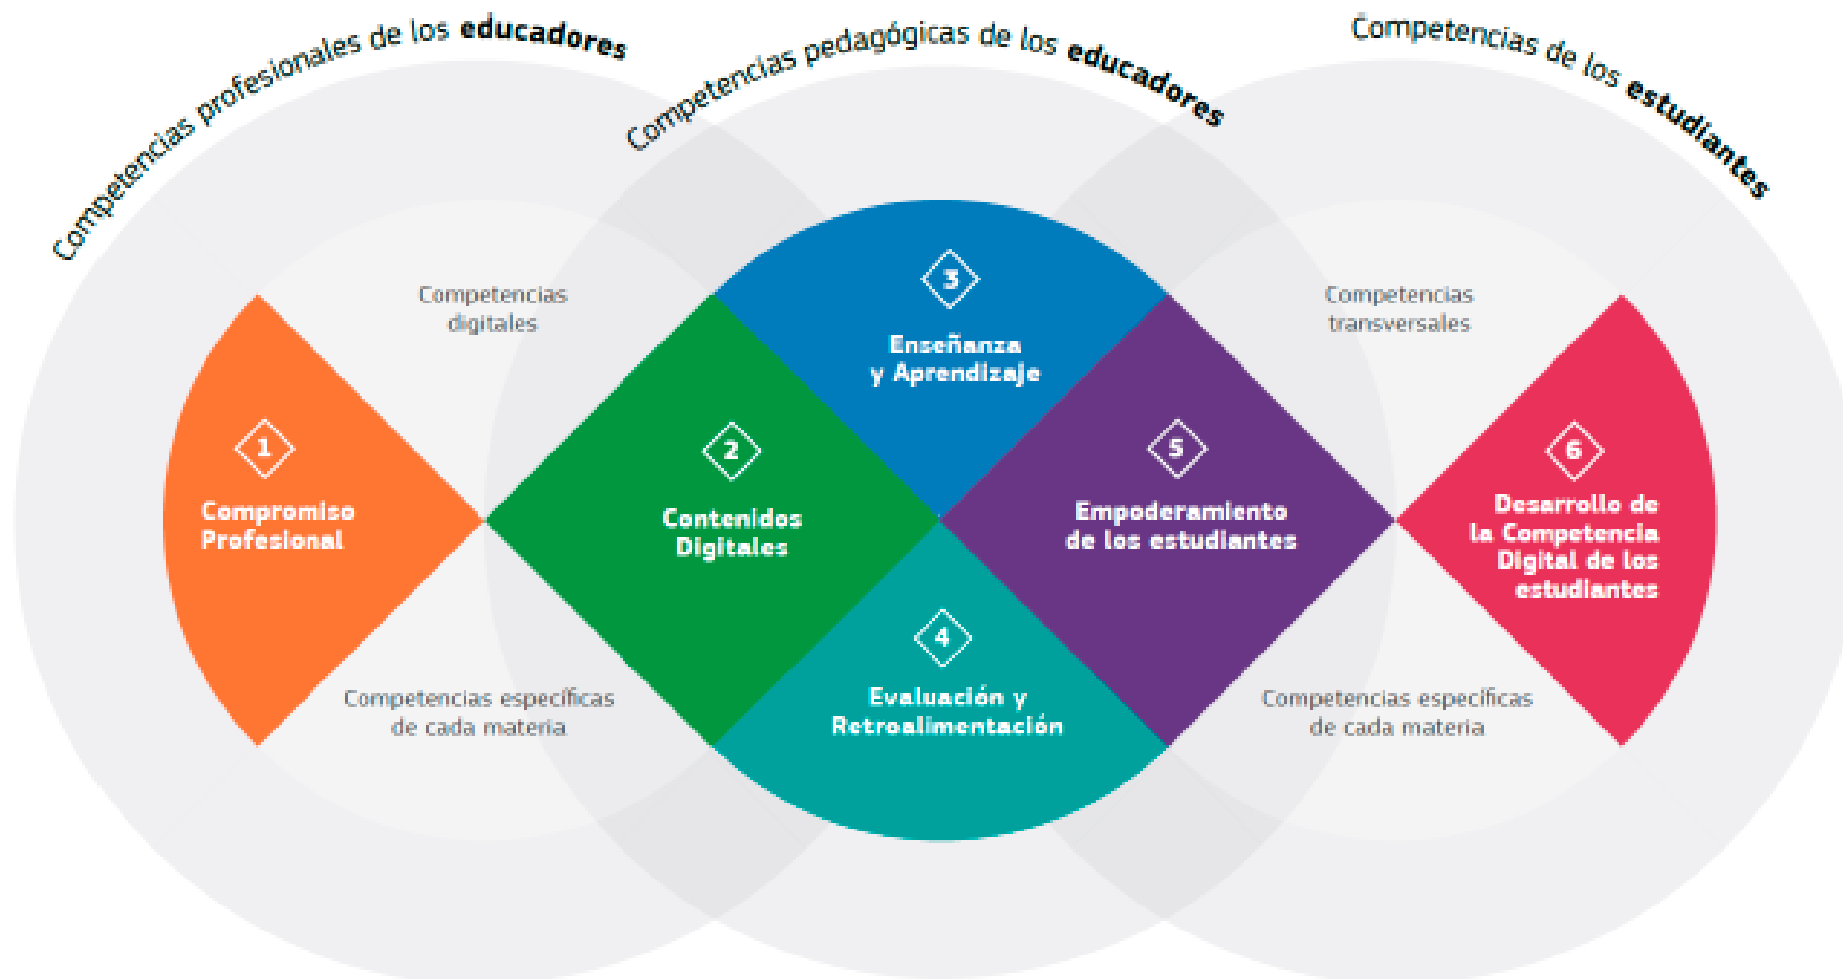 Competencias profesionales de los educadores
Competencias pedagógicas de los educadores
Competencias de los estudiantes
Competencias
digitales
Competencias
transversales
3
Enseñanza
y Aprendizaje
1
Compromiso
Profesional
2
Contenidos
Digitales
5
Empoderamiento
de los estudiantes
6
Desarrollo de
la Competencia
Digital de los
estudiantes
4
Evaluación y
Retroalimentación
Competencias específicas
de cada materia
Competencias específicas
de cada materia